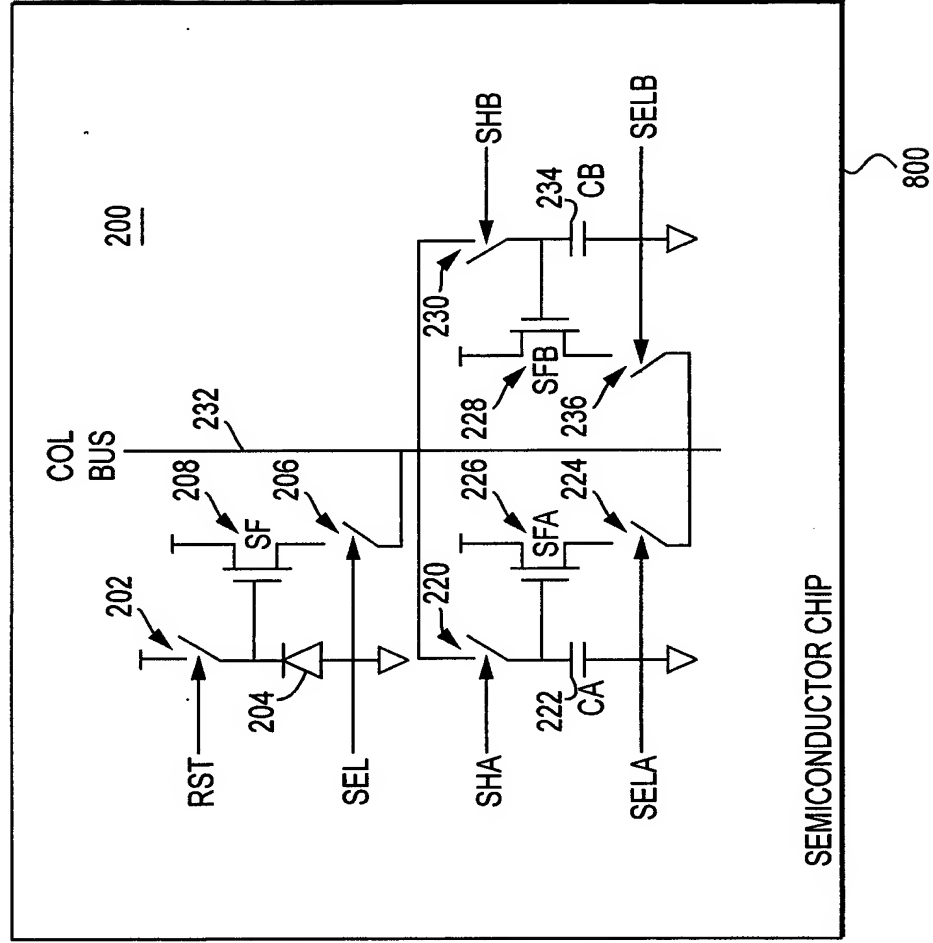 200
COL
BUS
232
202
208
SF
206
RST
204
SEL
220
226
SFA
224
SHA
222
CA
SELA
230
SHB
228
SFB
234
CB
236
SELB
SEMICONDUCTOR CHIP
800